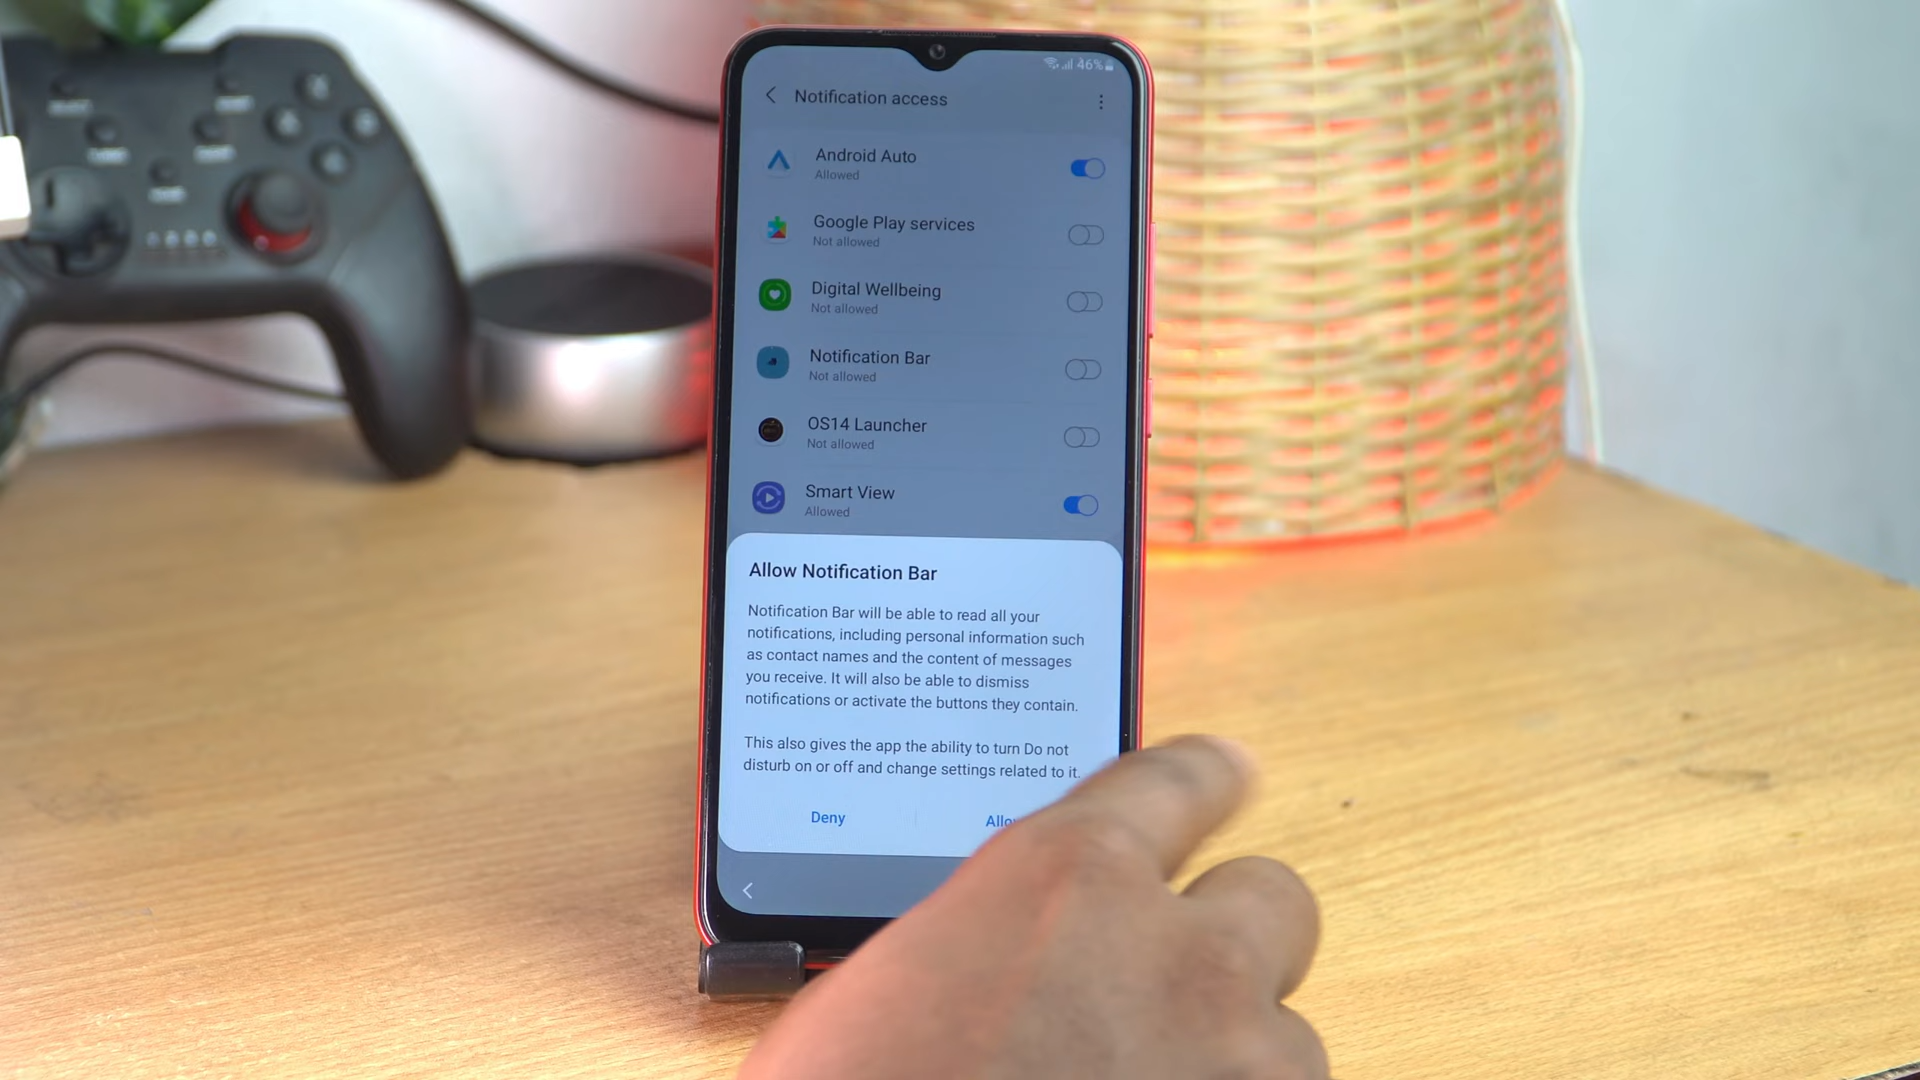 46%
Notification access
Android Auto
Allowed
Google Play services
Not allowed
Digital Wellbeing
Not allowed
Notification Bar
Not allowed
OS14 Launcher
Not allowed
Smart View
Allowed
Allow Notification Bar
Notification Bar will be able to read all your
notifications, including personal information such
as contact names and the content of messages
you receive. It will also be able to dismiss
notifications or activate the buttons they contain.
This also gives the app the ability to turn Do not
disturb on or off and change settings related to it.
Deny